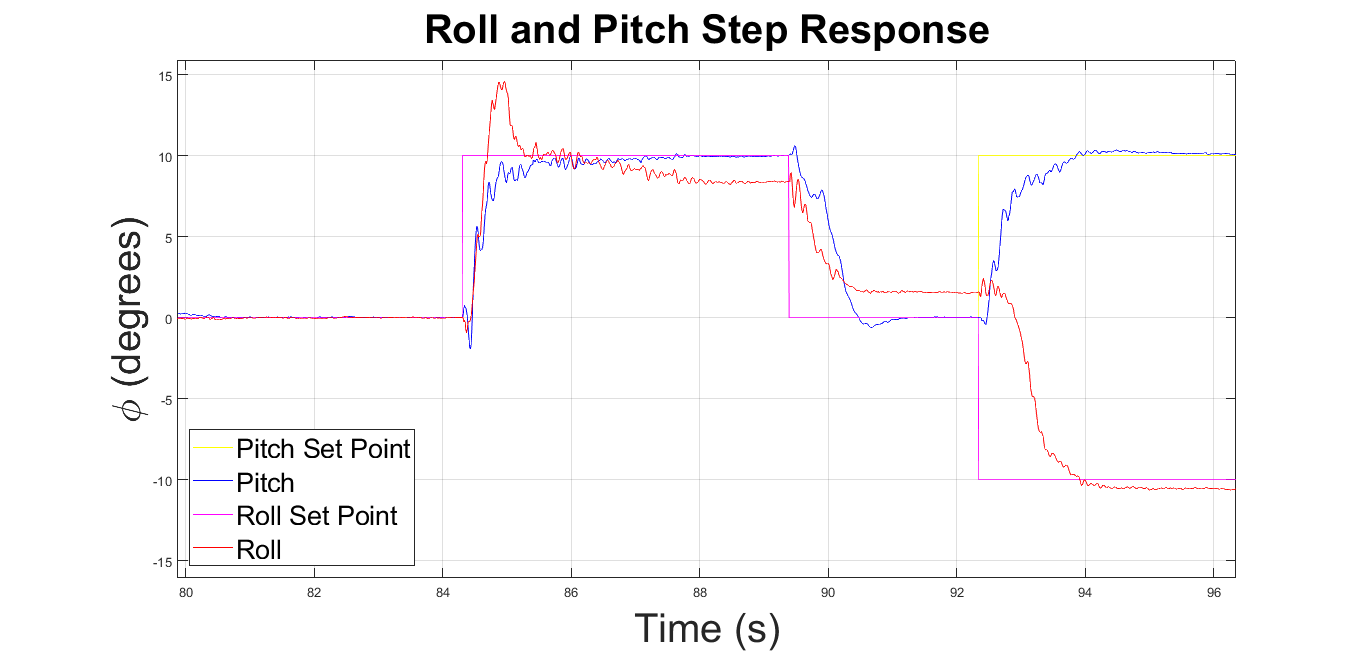 Roll and Pitch Step Response
15
10
5
0
-5
-10
-15
ϕ (degrees)
Pitch Set Point
Pitch
Roll Set Point
Roll
80 82 84 86 88 90 92 94 96
Time (s)